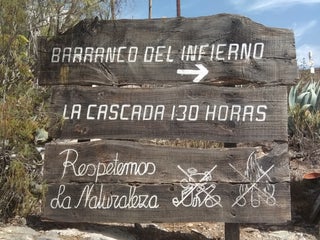 BARRANCO DEL INFIERNO
LA CASCADA 130 HORAS
Respetemos
La Naturaleza